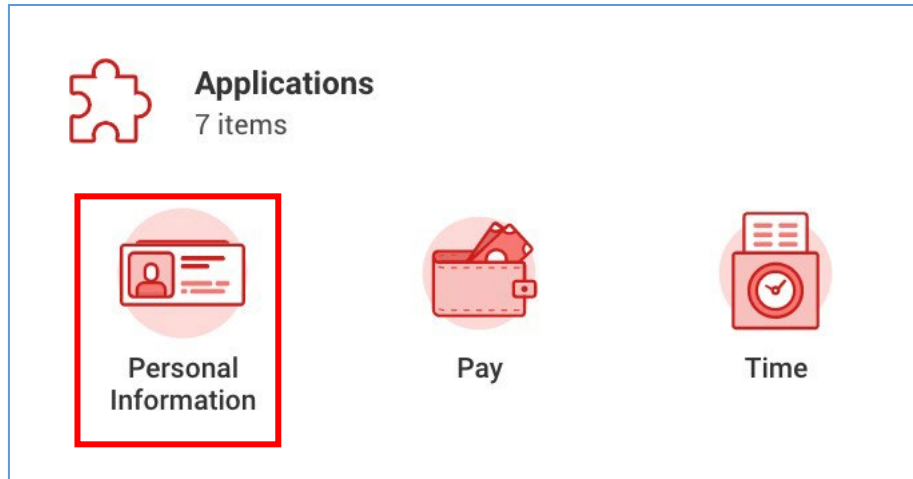 Applications
7 items
Personal
Information
Pay
Time